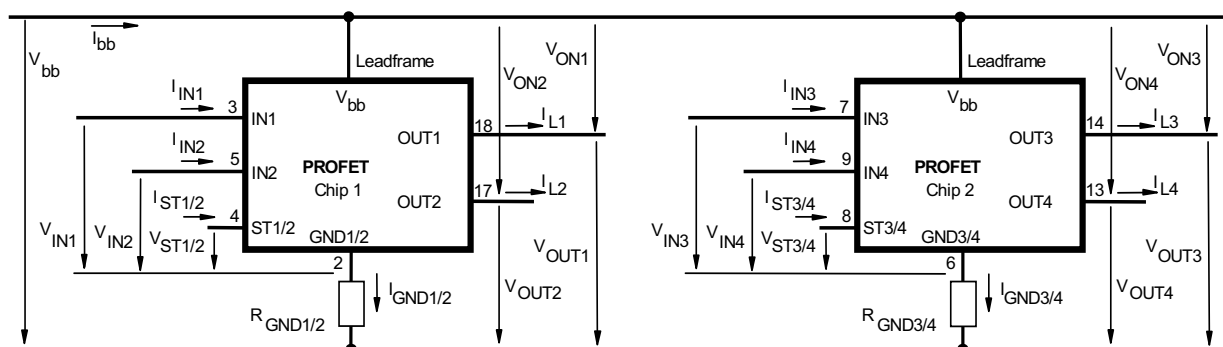 I bb
V bb
Leadframe
V bb
I IN1
3
IN1
I IN2
5
IN2
I ST1/2
4
ST1/2
V IN1
V IN2
V ST1/2
PROFET
Chip 1
OUT1
18
I L1
OUT2
17
I L2
GND1/2
2
I GND1/2
R GND1/2
V ON2
V ON1
V OUT1
V OUT2
Leadframe
V bb
I IN3
7
IN3
I IN4
9
IN4
I ST3/4
8
ST3/4
V IN3
V IN4
V ST3/4
PROFET
Chip 2
OUT3
14
I L3
OUT4
13
I L4
GND3/4
6
I GND3/4
R GND3/4
V ON4
V ON3
V OUT3
V OUT4